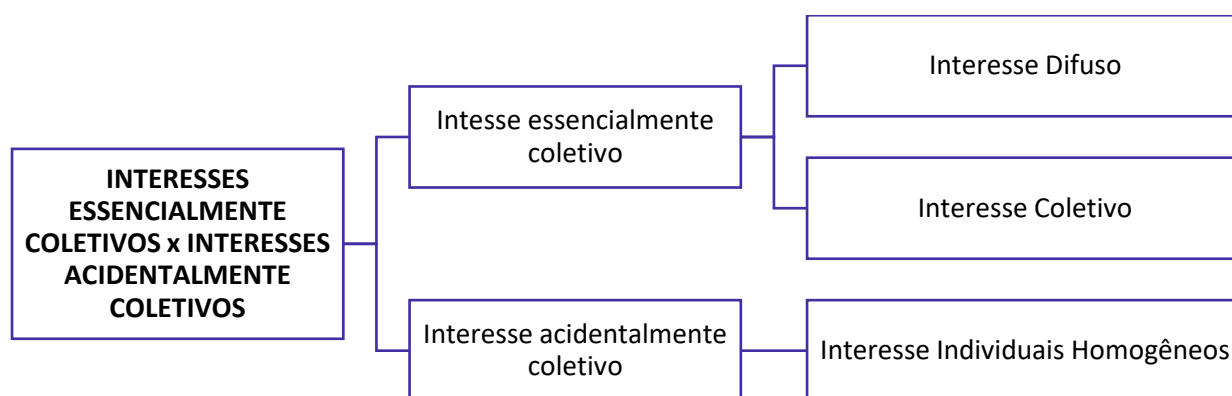 INTERESSES
ESSENCIALMENTE
COLETIVOS x INTERESSES
ACIDENTALMENTE
COLETIVOS
Intesse essencialmente
coletivo
Interesse Difuso
Interesse Coletivo
Interesse acidentalmente
coletivo
Interesse Individuais Homogêneos